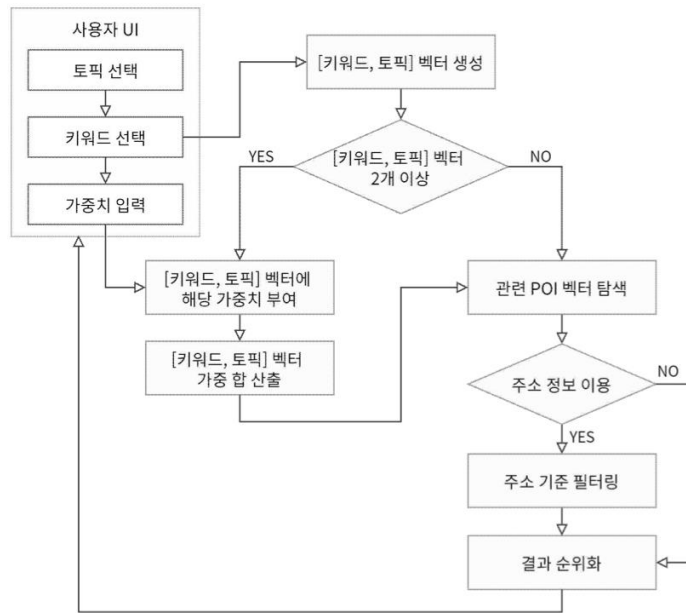 사용자 UI
토픽 선택
키워드 선택
가중치 입력
[키워드, 토픽] 벡터 생성
[키워드, 토픽] 벡터
2개 이상
YES
NO
[키워드, 토픽] 벡터에
해당 가중치 부여
[키워드, 토픽] 벡터
가중 합 산출
관련 POI 벡터 탐색
주소 정보 이용
NO
YES
주소 기준 필터링
결과 순위화